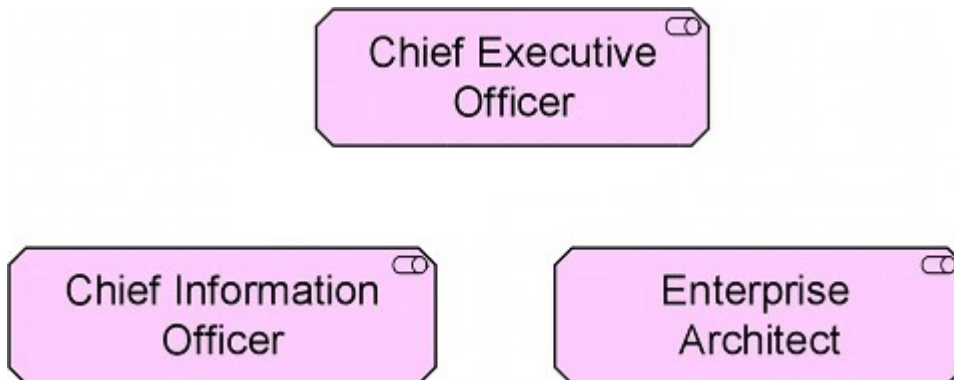 Chief Executive
Officer
Chief Information
Officer
Enterprise
Architect